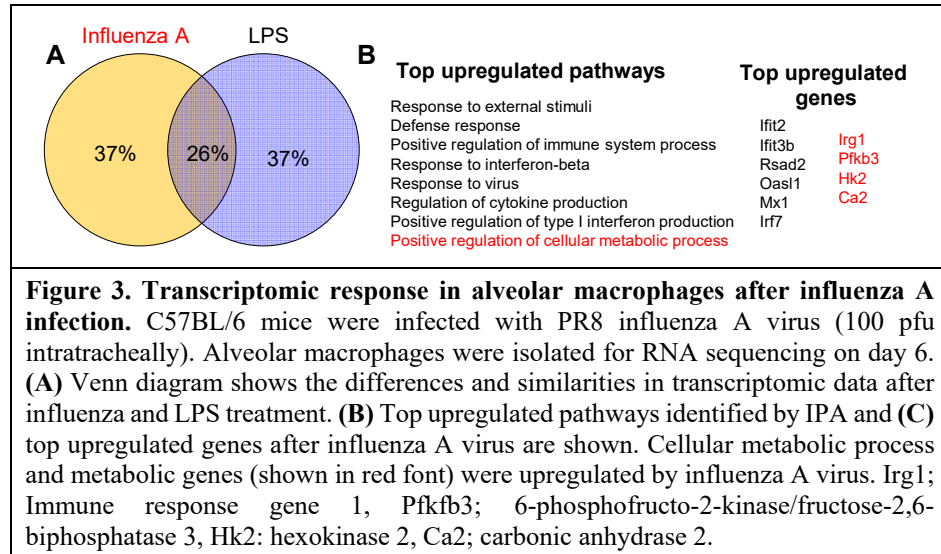 Influenza A
LPS
A
B
37%
26%
37%
Top upregulated pathways
Response to external stimuli
Defense response
Positive regulation of immune system process
Response to interferon-beta
Response to virus
Regulation of cytokine production
Positive regulation of type I interferon production
Positive regulation of cellular metabolic process
Top upregulated
genes
Ifit2
Ifit3b
Rsad2
Oasl1
Mx1
Irf7
Irg1
Pfkb3
Hk2
Ca2
Figure 3. Transcriptomic response in alveolar macrophages after influenza A
infection. C57BL/6 mice were infected with PR8 influenza A virus (100 pfu
intratracheally). Alveolar macrophages were isolated for RNA sequencing on day 6.
(A) Venn diagram shows the differences and similarities in transcriptomic data after
influenza and LPS treatment. (B) Top upregulated pathways identified by IPA and (C)
top upregulated genes after influenza A virus are shown. Cellular metabolic process
and metabolic genes (shown in red font) were upregulated by influenza A virus. Irg1;
Immune response gene 1, Pfkfb3; 6-phosphofructo-2-kinase/fructose-2,6-
biphosphatase 3, Hk2: hexokinase 2, Ca2; carbonic anhydrase 2.